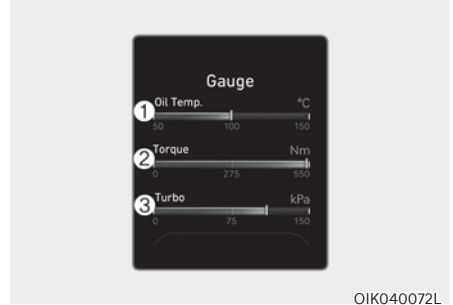 Gauge
① Oil Temp. °C
50 100 150
② Torque Nm
0 275 550
③ Turbo kPa
0 75 150
OIK040072L